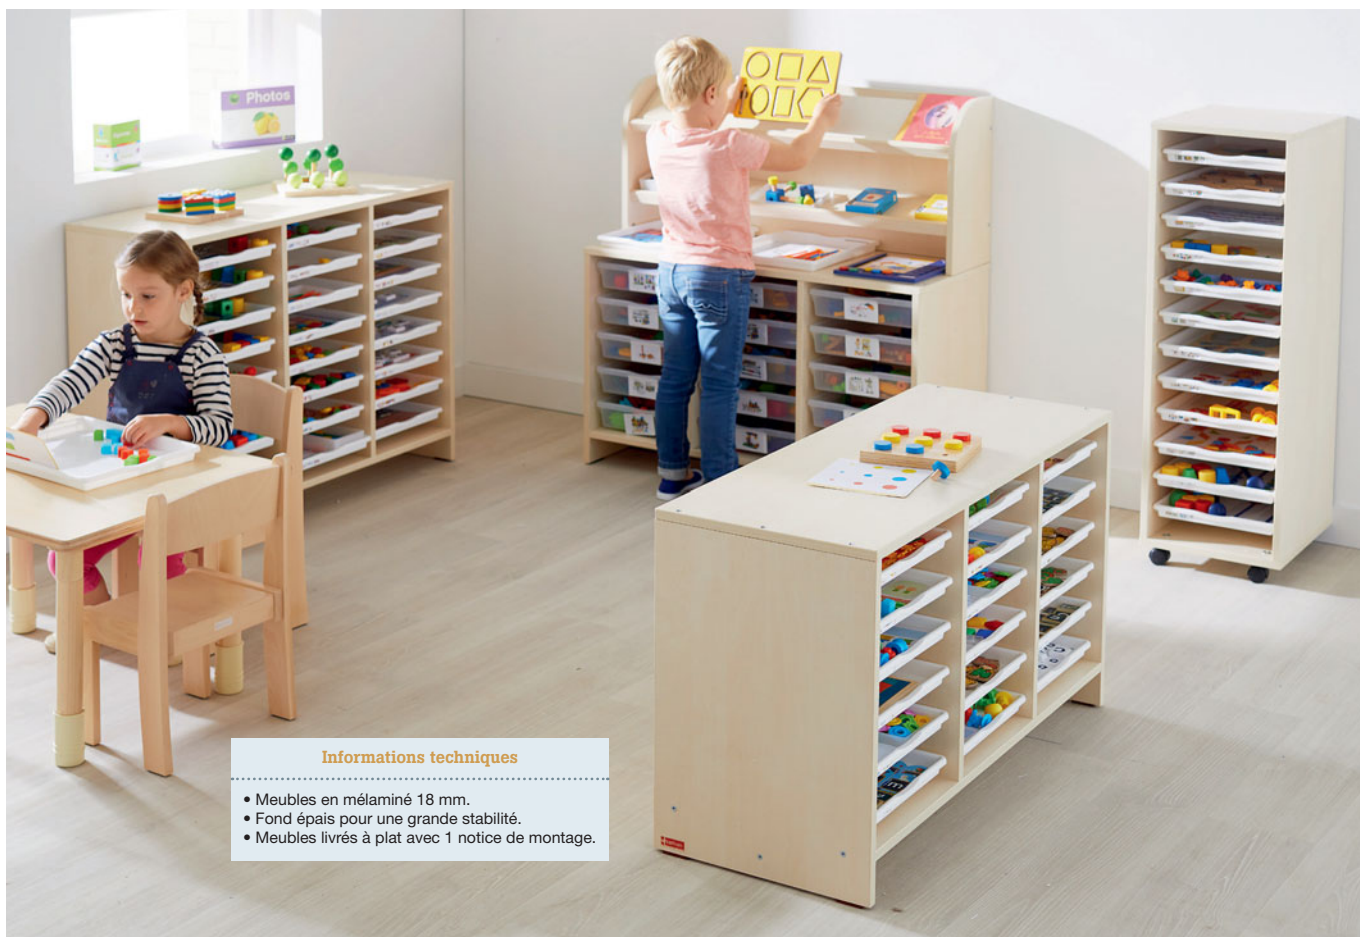 Photos
Informations techniques
• Meubles en mélaminé 18 mm.
• Fond épais pour une grande stabilité.
• Meubles livrés à plat avec 1 notice de montage.